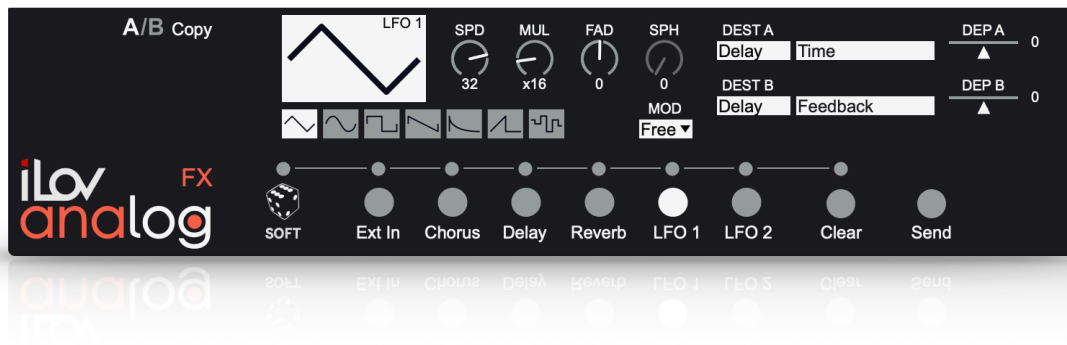 A/B Copy
LFO 1
SPD
MUL
FAD
SPH
32
x16
0
0
MOD
Free
DEST A
Delay
Time
DEP A
0
DEST B
Delay
Feedback
DEP B
0
iLov FX
analog
SOFT
Ext In
Chorus
Delay
Reverb
LFO 1
LFO 2
Clear
Send